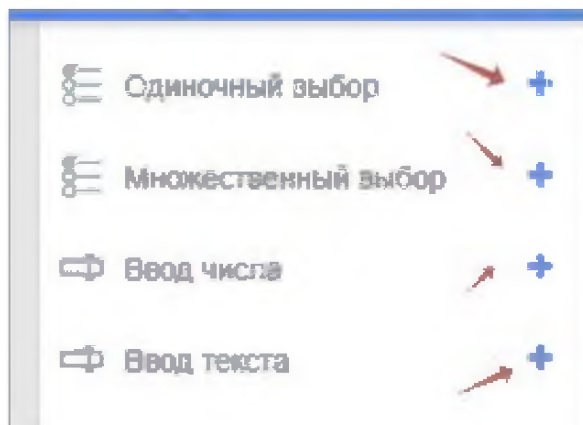 Одиночный выбор
Множественный выбор
Ввод числа
Ввод текста